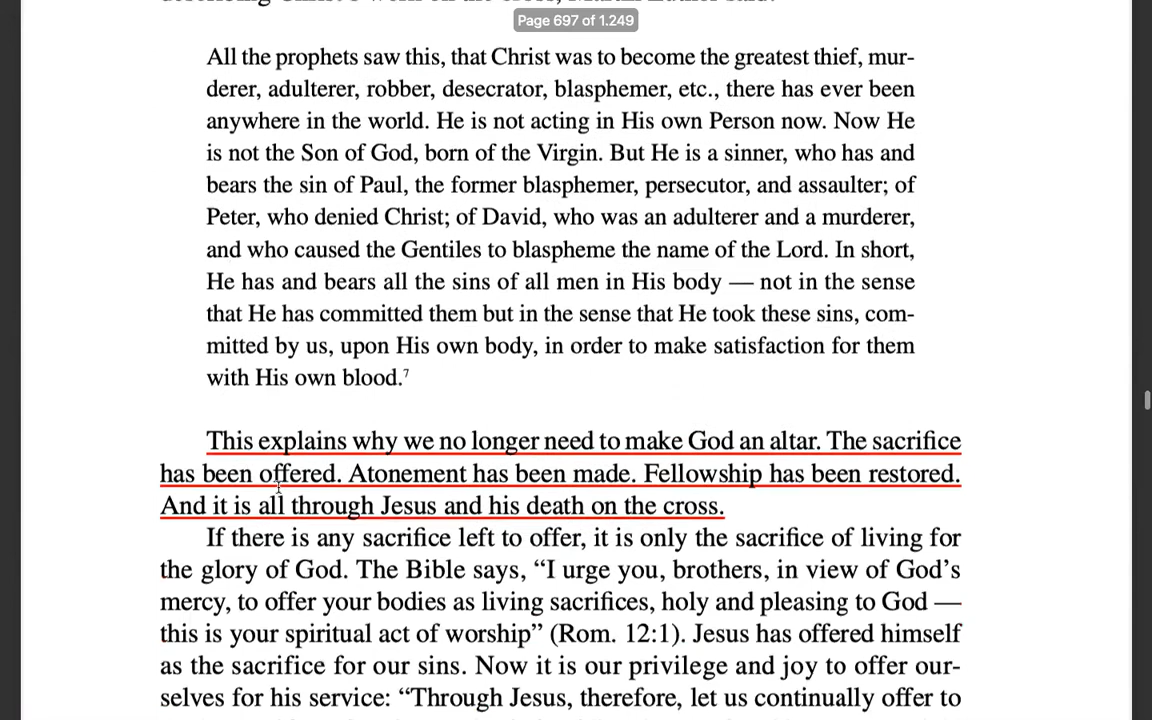 Page 697 of 1.249
All the prophets saw this, that Christ was to become the greatest thief, mur-
derer, adulterer, robber, desecrator, blasphemer, etc., there has ever been
anywhere in the world. He is not acting in His own Person now. Now He
is not the Son of God, born of the Virgin. But He is a sinner, who has and
bears the sin of Paul, the former blasphemer, persecutor, and assaulter; of
Peter, who denied Christ; of David, who was an adulterer and a murderer,
and who caused the Gentiles to blaspheme the name of the Lord. In short,
He has and bears all the sins of all men in His body — not in the sense
that He has committed them but in the sense that He took these sins, com-
mitted by us, upon His own body, in order to make satisfaction for them
with His own blood.⁷
This explains why we no longer need to make God an altar. The sacrifice
has been offered. Atonement has been made. Fellowship has been restored.
And it is all through Jesus and his death on the cross.
If there is any sacrifice left to offer, it is only the sacrifice of living for
the glory of God. The Bible says, “I urge you, brothers, in view of God’s
mercy, to offer your bodies as living sacrifices, holy and pleasing to God —
this is your spiritual act of worship” (Rom. 12:1). Jesus has offered himself
as the sacrifice for our sins. Now it is our privilege and joy to offer our-
selves for his service: “Through Jesus, therefore, let us continually offer to